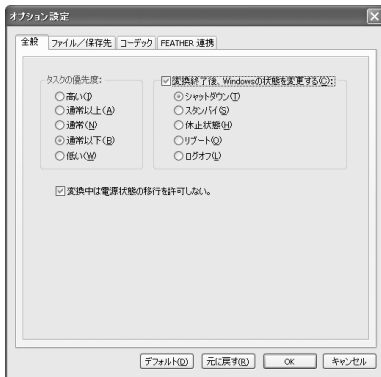 オプション設定
全般 ファイル／保存先 コーデック FEATHER 連携
タスクの優先度:
高い(I)
通常以上(A)
通常(N)
通常以下(B)
低い(W)
変換終了後、Windowsの状態を変更する(C):
シャットダウン(T)
スタンバイ(S)
休止状態(H)
リブート(O)
ログオフ(L)
変換中は電源状態の移行を許可しない。
デフォルト(D) 元に戻す(R) OK キャンセル